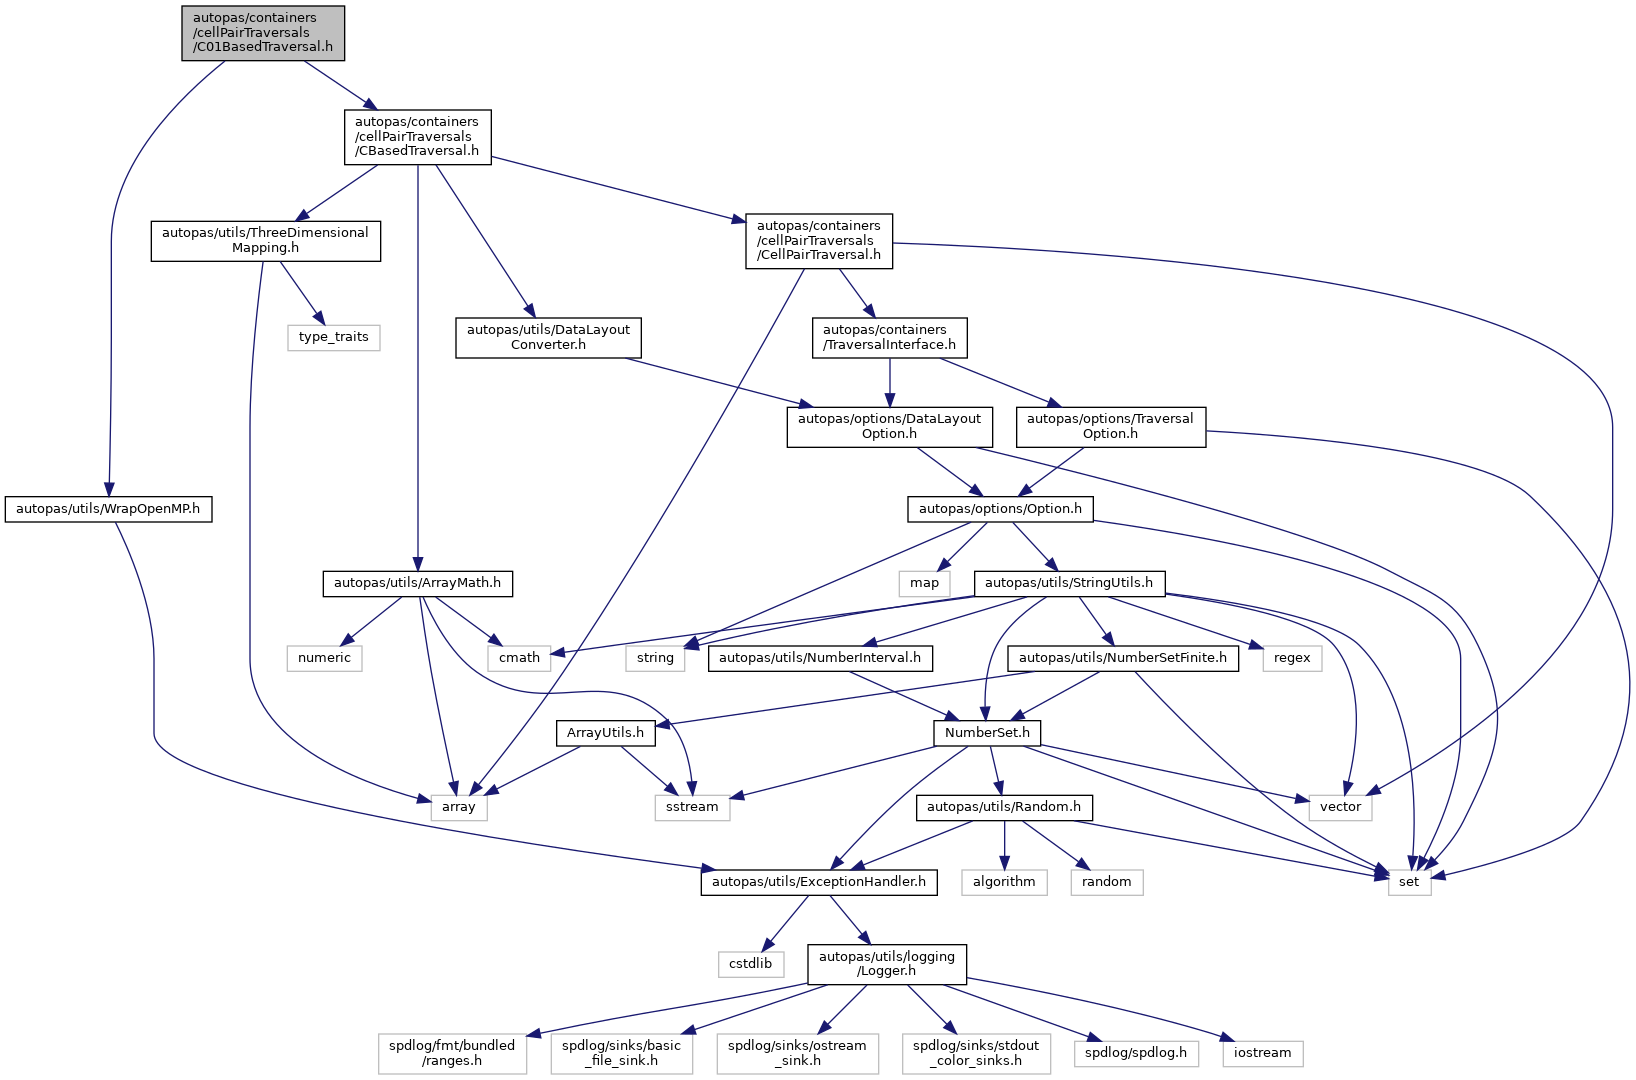 autopas/containers
/cellPairTraversals
/C01BasedTraversal.h
autopas/containers
/cellPairTraversals
/CBasedTraversal.h
autopas/utils/ThreeDimensional
Mapping.h
autopas/containers
/cellPairTraversals
/CellPairTraversal.h
type_traits
autopas/utils/DataLayout
Converter.h
autopas/containers
/TraversalInterface.h
autopas/options/DataLayout
Option.h
autopas/options/Traversal
Option.h
autopas/utils/WrapOpenMP.h
autopas/options/Option.h
autopas/utils/ArrayMath.h
map
autopas/utils/StringUtils.h
numeric
cmath
string
autopas/utils/NumberInterval.h
autopas/utils/NumberSetFinite.h
regex
ArrayUtils.h
NumberSet.h
array
sstream
autopas/utils/Random.h
vector
autopas/utils/ExceptionHandler.h
algorithm
random
set
cstdlib
autopas/utils/logging
/Logger.h
spdlog/fmt/bundled
/ranges.h
spdlog/sinks/basic
_file_sink.h
spdlog/sinks/ostream
_sink.h
spdlog/sinks/stdout
_color_sinks.h
spdlog/spdlog.h
iostream